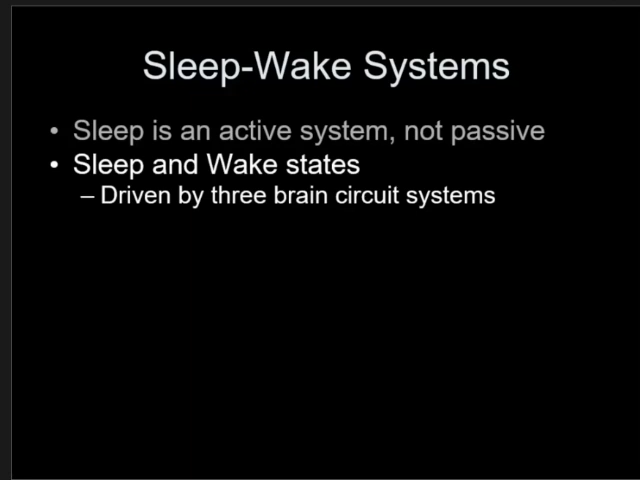 Sleep-Wake Systems
• Sleep is an active system, not passive
• Sleep and Wake states
– Driven by three brain circuit systems